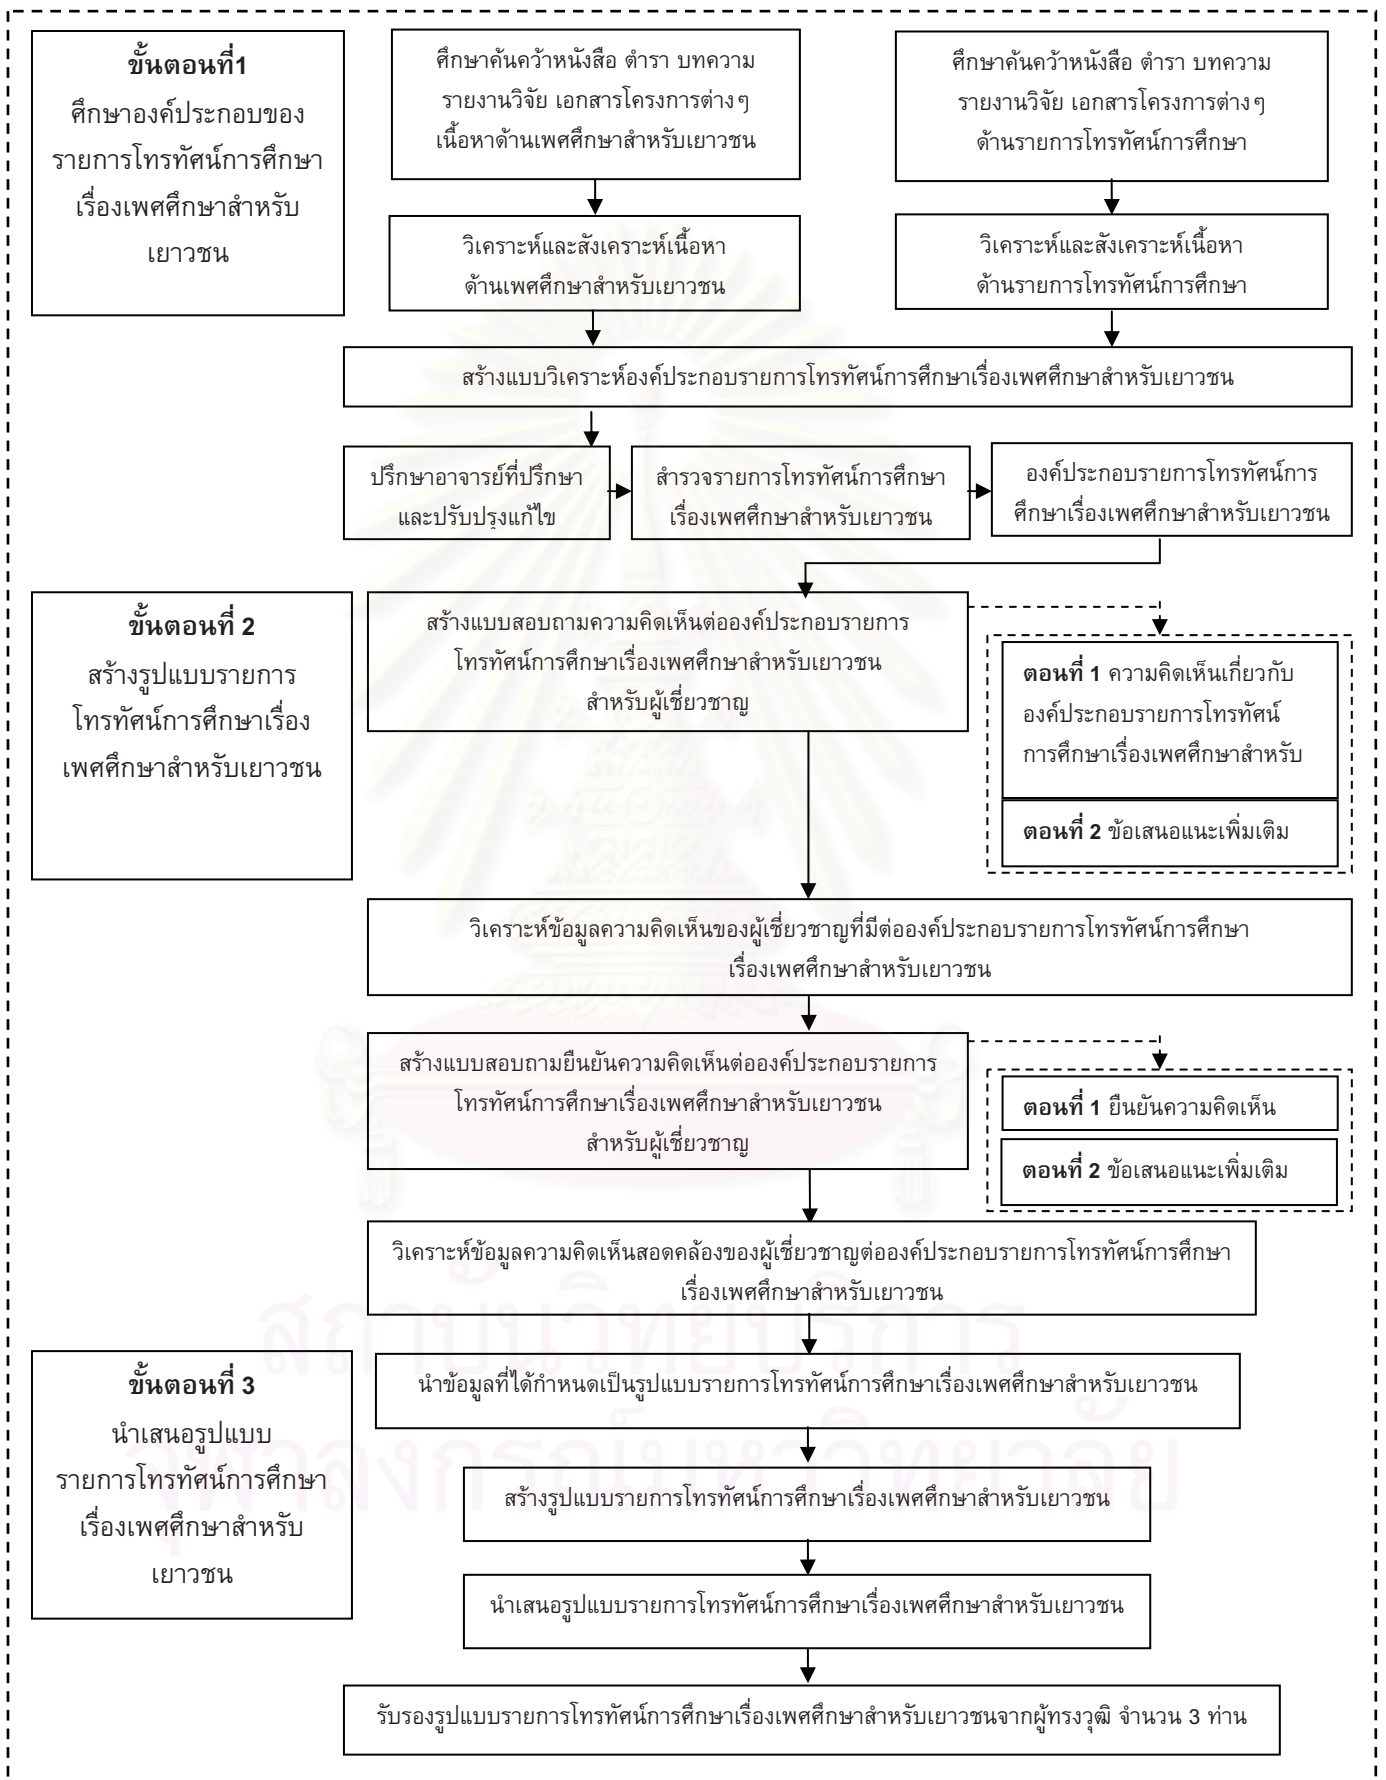 ขั้นตอนที่1
ศึกษาองค์ประกอบของ
รายการโทรทัศน์การศึกษา
เรื่องเพศศึกษาสำหรับ
เยาวชน
ศึกษาค้นคว้าหนังสือ ตำรา บทความ
รายงานวิจัย เอกสารโครงการต่างๆ
เนื้อหาด้านเพศศึกษาสำหรับเยาวชน
ศึกษาค้นคว้าหนังสือ ตำรา บทความ
รายงานวิจัย เอกสารโครงการต่างๆ
ด้านรายการโทรทัศน์การศึกษา
วิเคราะห์และสังเคราะห์เนื้อหา
ด้านเพศศึกษาสำหรับเยาวชน
วิเคราะห์และสังเคราะห์เนื้อหา
ด้านรายการโทรทัศน์การศึกษา
สร้างแบบวิเคราะห์องค์ประกอบรายการโทรทัศน์การศึกษาเรื่องเพศศึกษาสำหรับเยาวชน
ปรึกษาอาจารย์ที่ปรึกษา
และปรับปรุงแก้ไข
สำรวจรายการโทรทัศน์การศึกษา
เรื่องเพศศึกษาสำหรับเยาวชน
องค์ประกอบรายการโทรทัศน์การ
ศึกษาเรื่องเพศศึกษาสำหรับเยาวชน
ขั้นตอนที่ 2
สร้างรูปแบบรายการ
โทรทัศน์การศึกษาเรื่อง
เพศศึกษาสำหรับเยาวชน
สร้างแบบสอบถามความคิดเห็นต่อองค์ประกอบรายการ
โทรทัศน์การศึกษาเรื่องเพศศึกษาสำหรับเยาวชน
สำหรับผู้เชี่ยวชาญ
ตอนที่ 1 ความคิดเห็นเกี่ยวกับ
องค์ประกอบรายการโทรทัศน์
การศึกษาเรื่องเพศศึกษาสำหรับ
ตอนที่ 2 ข้อเสนอแนะเพิ่มเติม
วิเคราะห์ข้อมูลความคิดเห็นของผู้เชี่ยวชาญที่มีต่อองค์ประกอบรายการโทรทัศน์การศึกษา
เรื่องเพศศึกษาสำหรับเยาวชน
สร้างแบบสอบถามยืนยันความคิดเห็นต่อองค์ประกอบรายการ
โทรทัศน์การศึกษาเรื่องเพศศึกษาสำหรับเยาวชน
สำหรับผู้เชี่ยวชาญ
ตอนที่ 1 ยืนยันความคิดเห็น
ตอนที่ 2 ข้อเสนอแนะเพิ่มเติม
วิเคราะห์ข้อมูลความคิดเห็นสอดคล้องของผู้เชี่ยวชาญต่อองค์ประกอบรายการโทรทัศน์การศึกษา
เรื่องเพศศึกษาสำหรับเยาวชน
สถาบันวิทยบริการ
จุฬาลงกรณ์มหาวิทยาลัย
ขั้นตอนที่ 3
นำเสนอรูปแบบ
รายการโทรทัศน์การศึกษา
เรื่องเพศศึกษาสำหรับ
เยาวชน
นำข้อมูลที่ได้กำหนดเป็นรูปแบบรายการโทรทัศน์การศึกษาเรื่องเพศศึกษาสำหรับเยาวชน
สร้างรูปแบบรายการโทรทัศน์การศึกษาเรื่องเพศศึกษาสำหรับเยาวชน
นำเสนอรูปแบบรายการโทรทัศน์การศึกษาเรื่องเพศศึกษาสำหรับเยาวชน
รับรองรูปแบบรายการโทรทัศน์การศึกษาเรื่องเพศศึกษาสำหรับเยาวชนจากผู้ทรงวุฒิ จำนวน 3 ท่าน